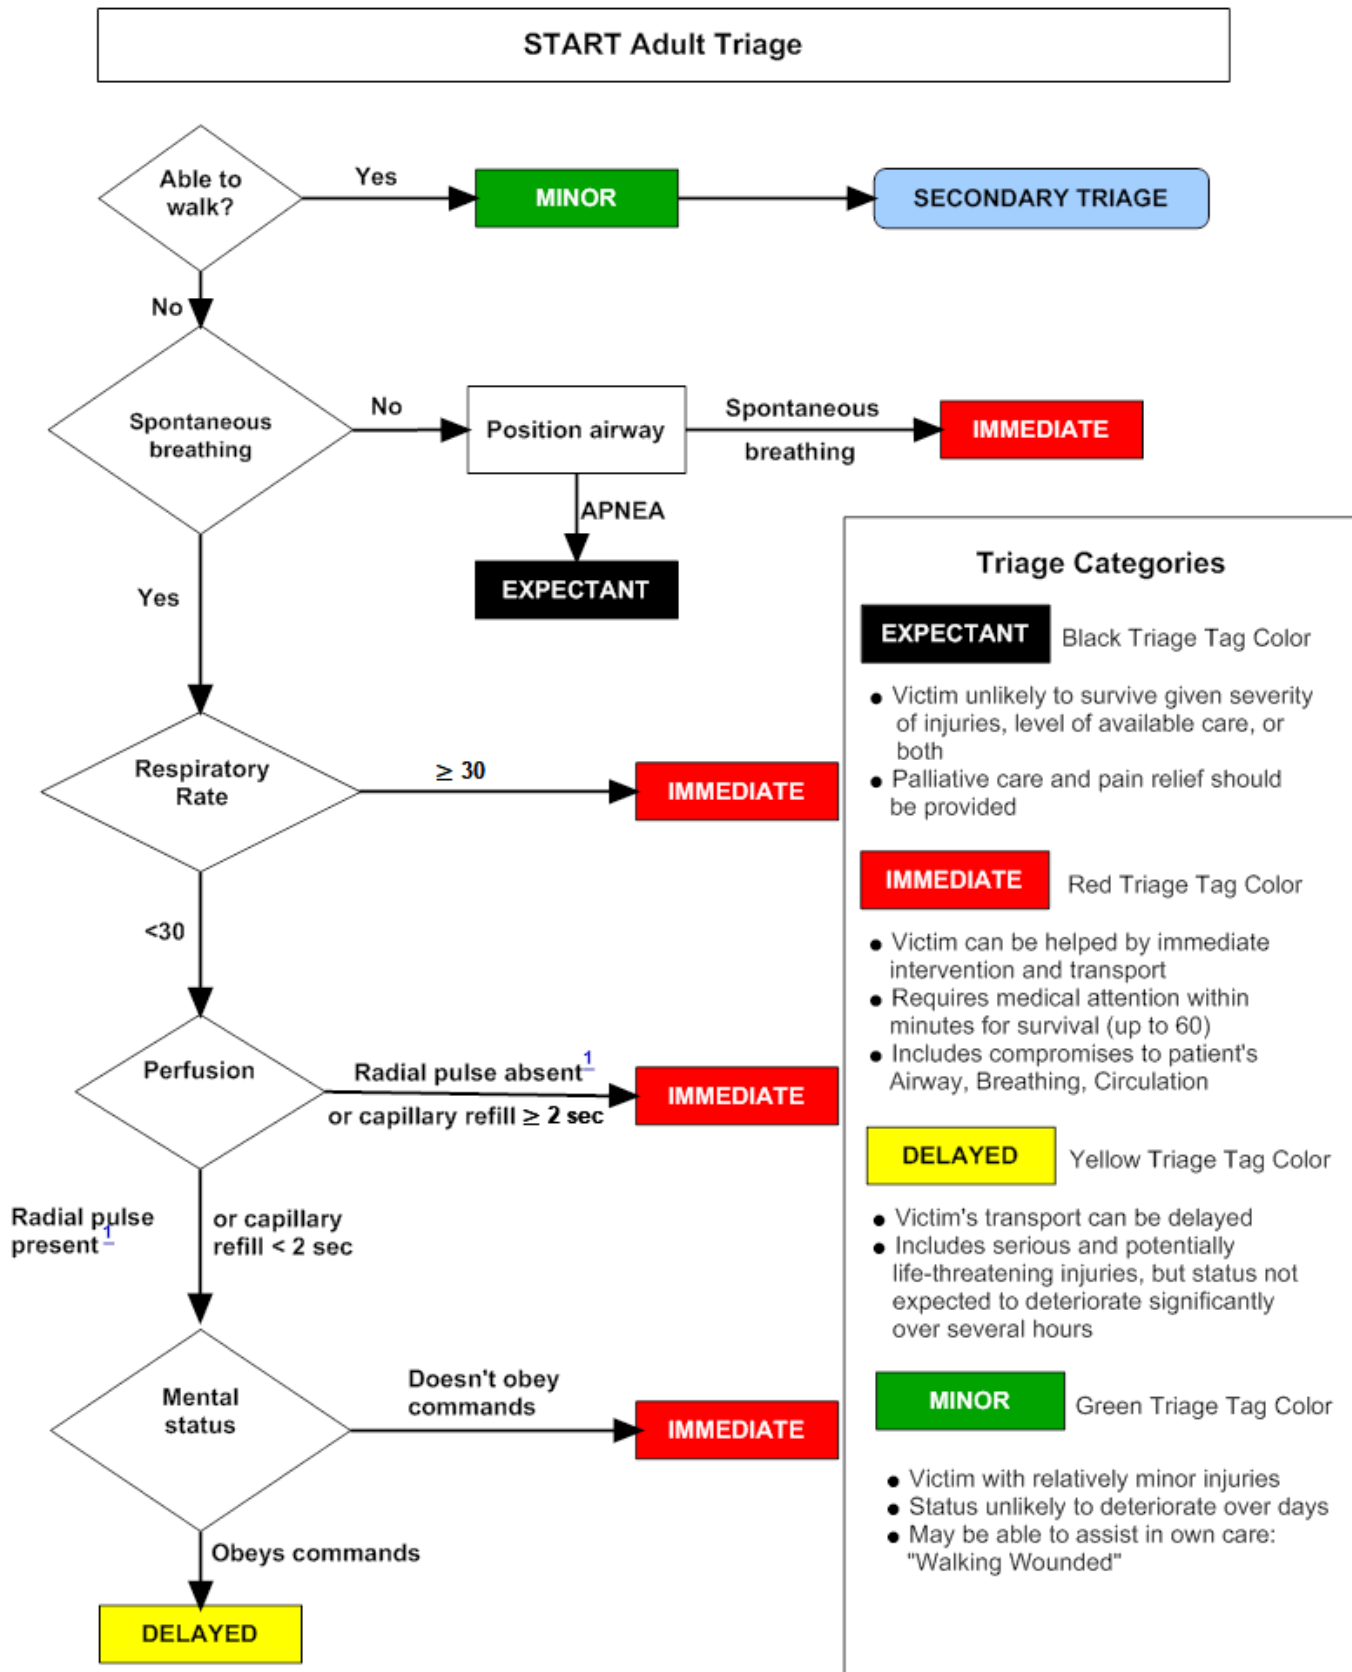 START Adult Triage
Able to
walk?
Yes
MINOR
SECONDARY TRIAGE
No
Spontaneous
breathing
No
Position airway
Spontaneous
breathing
IMMEDIATE
APNEA
EXPECTANT
Yes
Respiratory
Rate
≥ 30
IMMEDIATE
<30
Perfusion
Radial pulse absent1
or capillary refill ≥ 2 sec
IMMEDIATE
Radial pulse
present1
or capillary
refill < 2 sec
Mental
status
Doesn't obey
commands
IMMEDIATE
Obeys commands
DELAYED
Triage Categories
EXPECTANT Black Triage Tag Color
● Victim unlikely to survive given severity
of injuries, level of available care, or
both
● Palliative care and pain relief should
be provided
IMMEDIATE Red Triage Tag Color
● Victim can be helped by immediate
intervention and transport
● Requires medical attention within
minutes for survival (up to 60)
● Includes compromises to patient's
Airway, Breathing, Circulation
DELAYED Yellow Triage Tag Color
● Victim's transport can be delayed
● Includes serious and potentially
life-threatening injuries, but status not
expected to deteriorate significantly
over several hours
MINOR Green Triage Tag Color
● Victim with relatively minor injuries
● Status unlikely to deteriorate over days
● May be able to assist in own care:
"Walking Wounded"